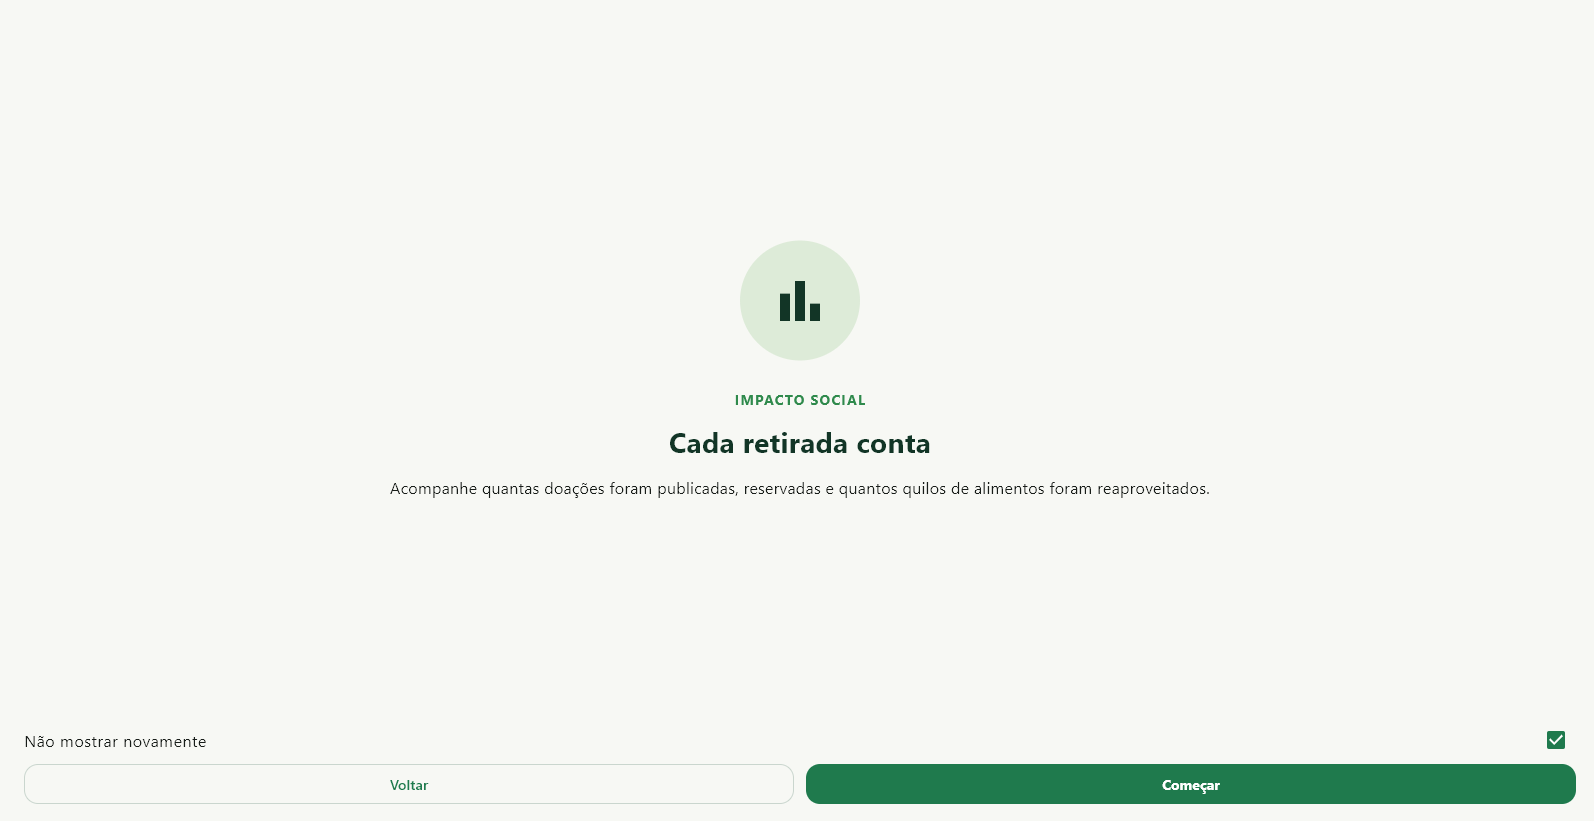 IMPACTO SOCIAL
Cada retirada conta
Acompanhe quantas doações foram publicadas, reservadas e quantos quilos de alimentos foram reaproveitados.
Não mostrar novamente
Voltar
Começar